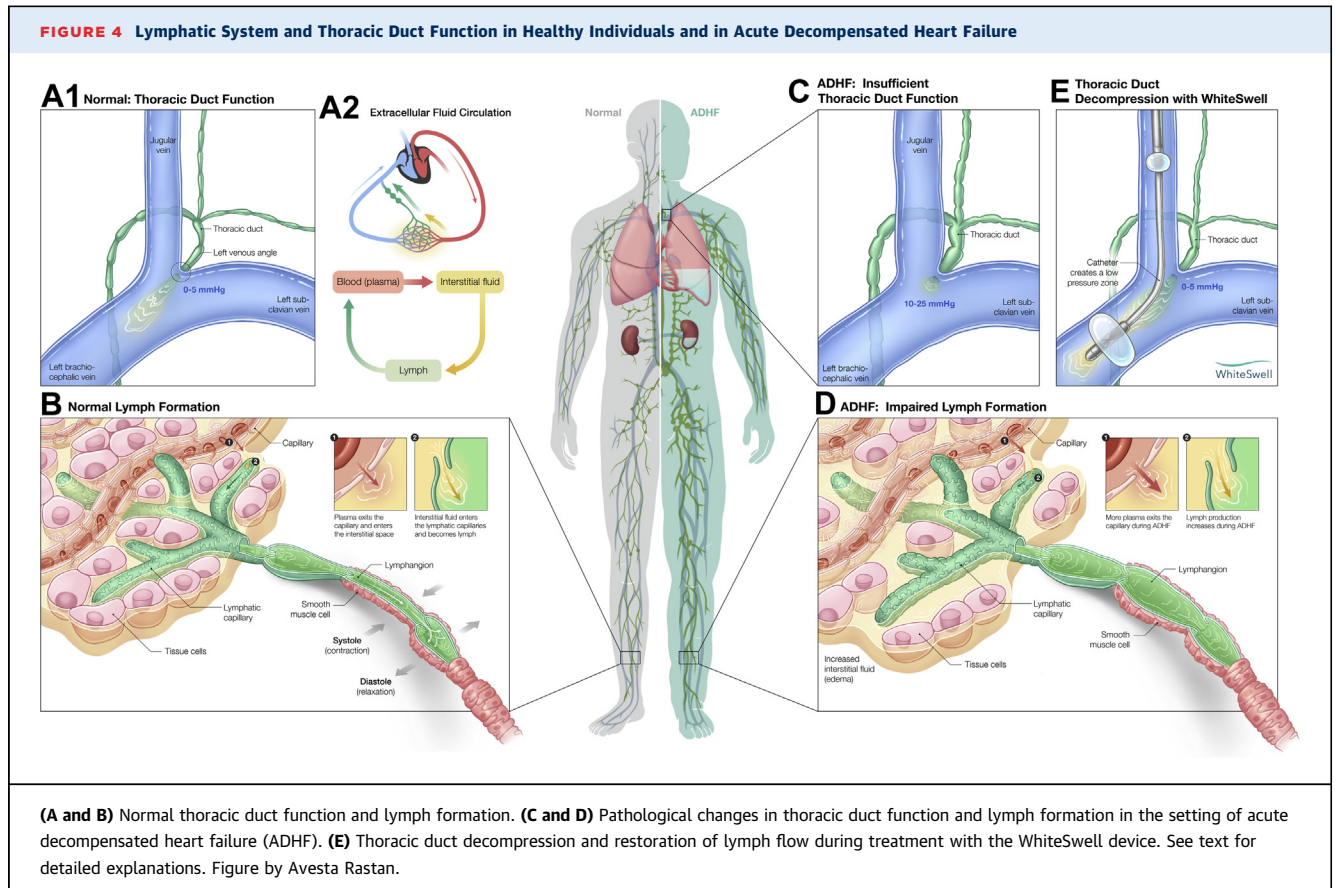 FIGURE 4 Lymphatic System and Thoracic Duct Function in Healthy Individuals and in Acute Decompensated Heart Failure
A1 Normal: Thoracic Duct Function
Jugular
vein
Thoracic duct
Left venous angle
0-5 mmHg
Left sub-
clavian vein
Left brachio-
cephalic vein
A2 Extracellular Fluid Circulation
Blood (plasma)
Interstitial fluid
Lymph
Normal
ADHF
C ADHF: Insufficient
Thoracic Duct Function
Jugular
vein
Thoracic duct
10-25 mmHg
Left sub-
clavian vein
Left brachio-
cephalic vein
E Thoracic Duct
Decompression with WhiteSwell
Thoracic duct
Catheter
creates a low
pressure zone
0-5 mmHg
Left sub-
clavian vein
WhiteSwell
B Normal Lymph Formation
Capillary
1
2
1
2
Plasma exits the
capillary and enters
the interstitial space
Interstitial fluid enters
the lymphatic capillaries
and becomes lymph
Lymphangion
Smooth
muscle cell
Lymphatic
capillary
Systole
(contraction)
Tissue cells
Diastole
(relaxation)
D ADHF: Impaired Lymph Formation
Capillary
1
2
1
2
More plasma exits the
capillary during ADHF
Lymph production
increases during ADHF
Lymphangion
Lymphatic
capillary
Smooth
muscle cell
Increased
interstitial fluid
(edema)
Tissue cells
(A and B) Normal thoracic duct function and lymph formation. (C and D) Pathological changes in thoracic duct function and lymph formation in the setting of acute
decompensated heart failure (ADHF). (E) Thoracic duct decompression and restoration of lymph flow during treatment with the WhiteSwell device. See text for
detailed explanations. Figure by Avesta Rastan.